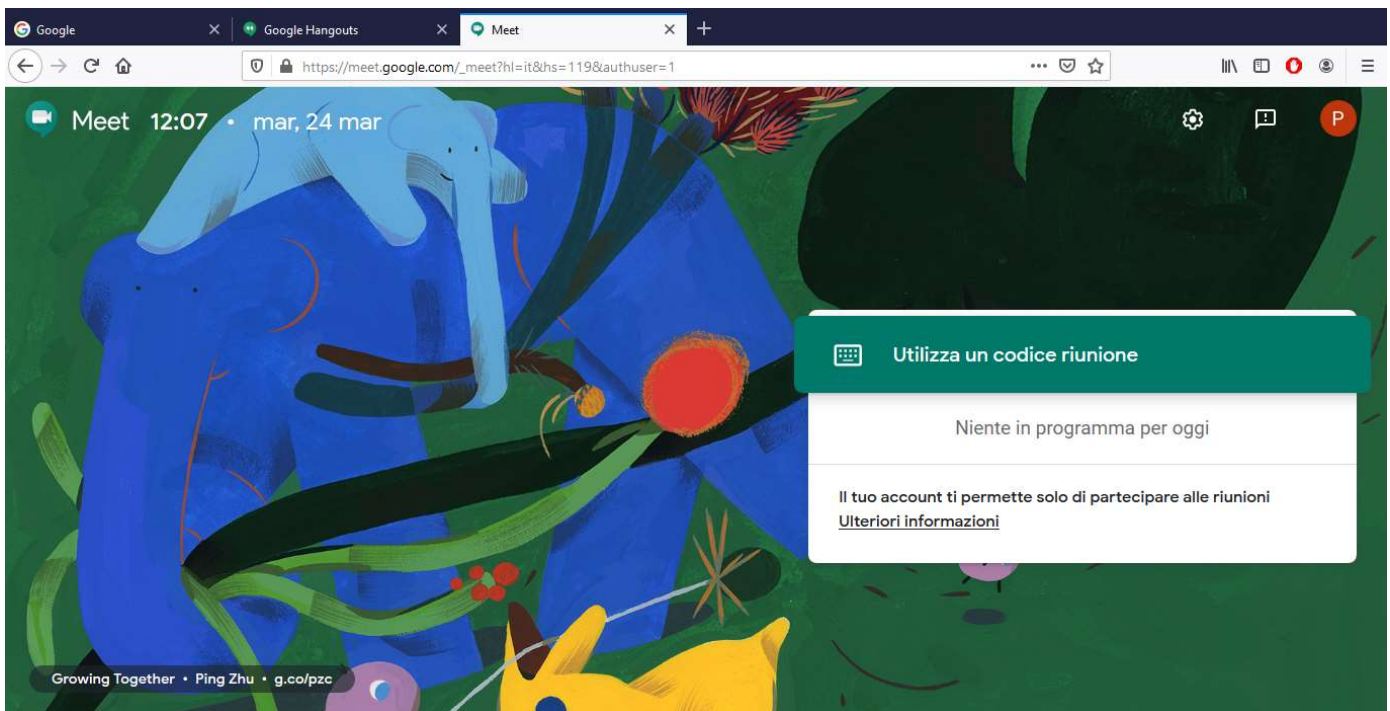 Google
Google Hangouts
Meet
https://meet.google.com/_meet?hl=it&hs=119&authuser=1
Meet 12:07 • mar, 24 mar
P
Utilizza un codice riunione
Niente in programma per oggi
Il tuo account ti permette solo di partecipare alle riunioni
Ulteriori informazioni
Growing Together • Ping Zhu • g.co/pzc